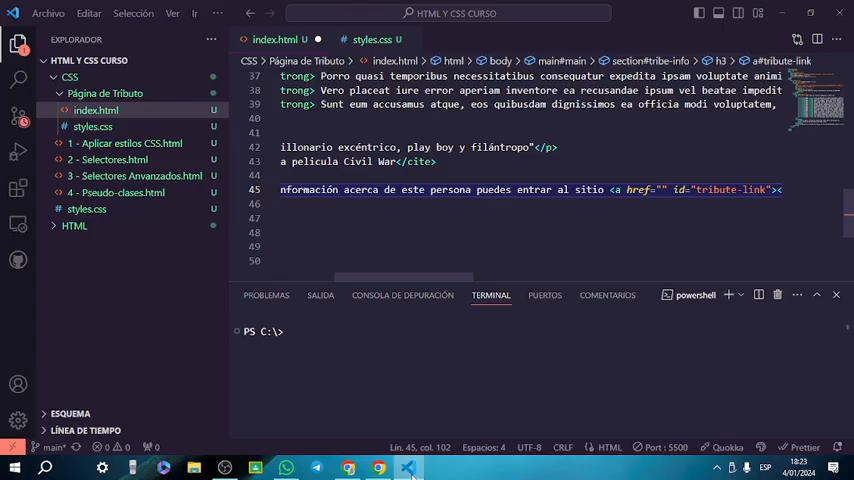 Archivo Editar Selección Ver Ir ··· HTML Y CSS CURSO
EXPLORADOR ···
HTML Y CSS CURSO
CSS
Página de Tributo
index.html U
styles.css U
1 - Aplicar estilos CSS.html U
2 - Selectores.html U
3 - Selectores Anvanzados.html U
4 - Pseudo-clases.html U
styles.css U
HTML
ESQUEMA
LÍNEA DE TIEMPO
index.html U
styles.css U
CSS > Página de Tributo > index.html > html > body > main#main > section#tribe-info > h3 > a#tribute-link
37 trong> Porro quasi temporibus necessitatibus consequatur expedita ipsam voluptate animi
38 trong> Vero placeat iure error aperiam inventore ea recusandae ipsum vel beatae impedit
39 trong> Sunt eum accusamus atque, eos quibusdam dignissimos ea officia modi voluptatem,
40
41
42 illonario excéntrico, play boy y filántropo"</p>
43 a película Civil War</cite>
44
45 nformación acerca de este persona puedes entrar al sitio <a href="" id="tribute-link"><
46
47
48
49
50
PROBLEMAS SALIDA CONSOLA DE DEPURACIÓN TERMINAL PUERTOS COMENTARIOS powershell
PS C:\>
main* 0 0 0 Lín. 45, col. 102 Espacios: 4 UTF-8 CRLF HTML Port : 5500 Quokka Prettier
ESP 18:23
4/01/2024